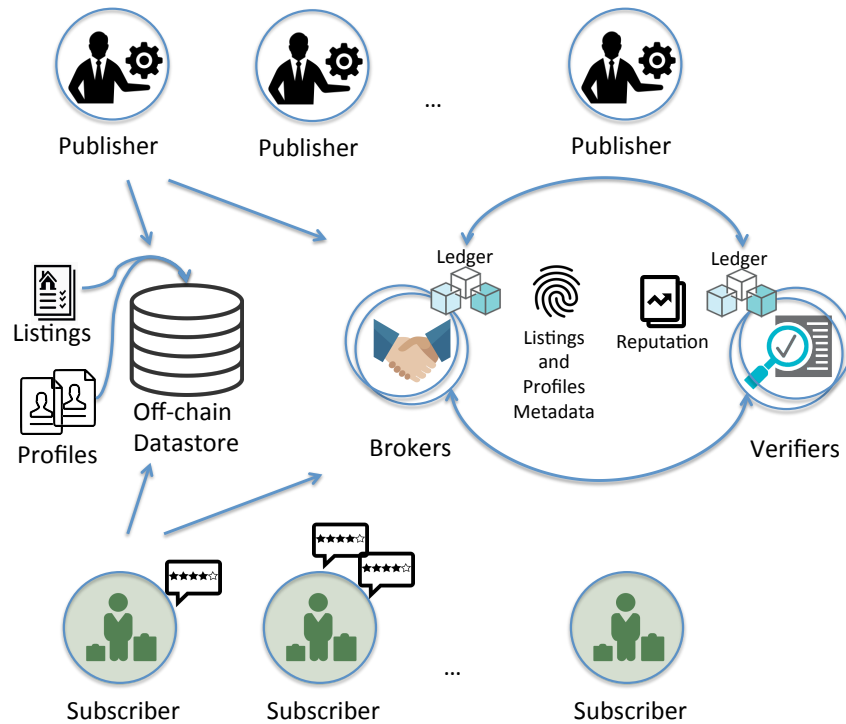 Publisher
Publisher
...
Publisher
Ledger
Ledger
Listings
Listings
and
Profiles
Metadata
Reputation
Profiles
Off-chain
Datastore
Brokers
Verifiers
★★★★☆
★★★★☆
★★★★☆
Subscriber
Subscriber
...
Subscriber